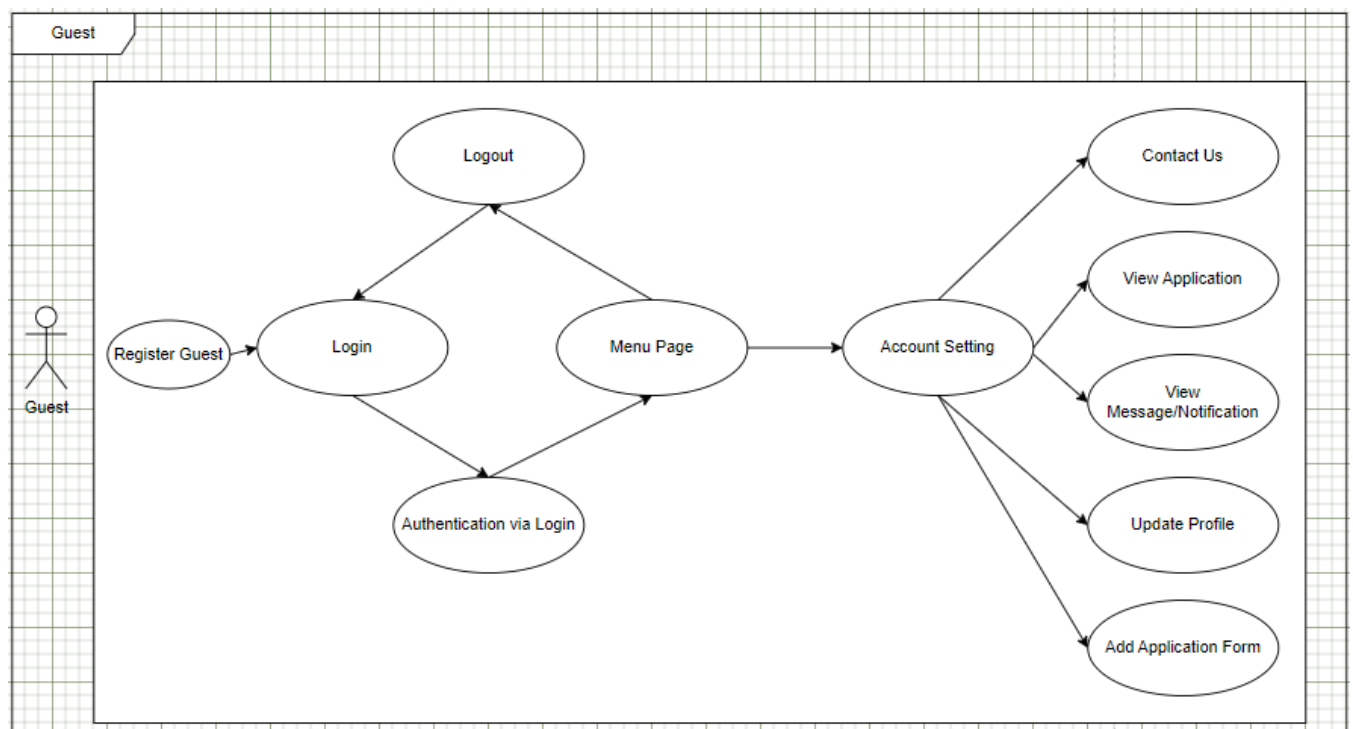 Guest
Logout
Contact Us
View Application
Register Guest
Login
Menu Page
Account Setting
View
Message/Notification
Guest
Authentication via Login
Update Profile
Add Application Form